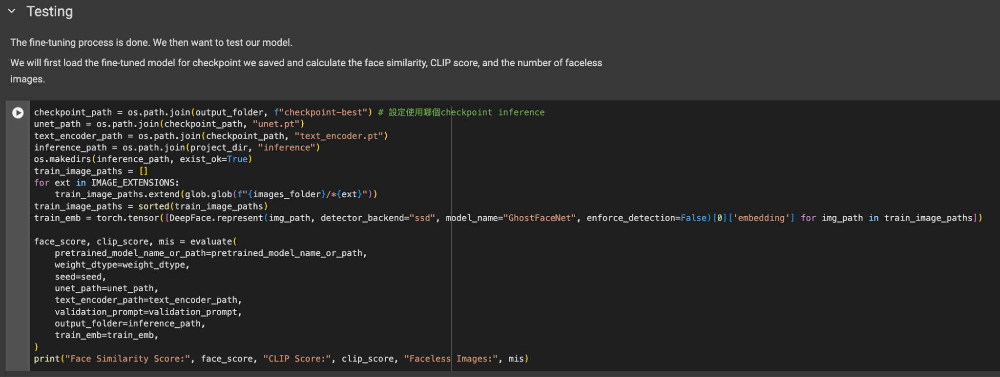 Testing
The fine-tuning process is done. We then want to test our model.
We will first load the fine-tuned model for checkpoint we saved and calculate the face similarity, CLIP score, and the number of faceless
images.
checkpoint_path = os.path.join(output_folder, f"checkpoint-best") # 設定使用哪個checkpoint inference
unet_path = os.path.join(checkpoint_path, "unet.pt")
text_encoder_path = os.path.join(checkpoint_path, "text_encoder.pt")
inference_path = os.path.join(project_dir, "inference")
os.makedirs(inference_path, exist_ok=True)
train_image_paths = []
for ext in IMAGE_EXTENSIONS:
    train_image_paths.extend(glob.glob(f"{images_folder}/*{ext}"))
train_image_paths = sorted(train_image_paths)
train_emb = torch.tensor([DeepFace.represent(img_path, detector_backend="ssd", model_name="GhostFaceNet", enforce_detection=False)[0]['embedding'] for img_path in train_image_paths])
face_score, clip_score, mis = evaluate(
    pretrained_model_name_or_path=pretrained_model_name_or_path,
    weight_dtype=weight_dtype,
    seed=seed,
    unet_path=unet_path,
    text_encoder_path=text_encoder_path,
    validation_prompt=validation_prompt,
    output_folder=inference_path,
    train_emb=train_emb,
)
print("Face Similarity Score:", face_score, "CLIP Score:", clip_score, "Faceless Images:", mis)